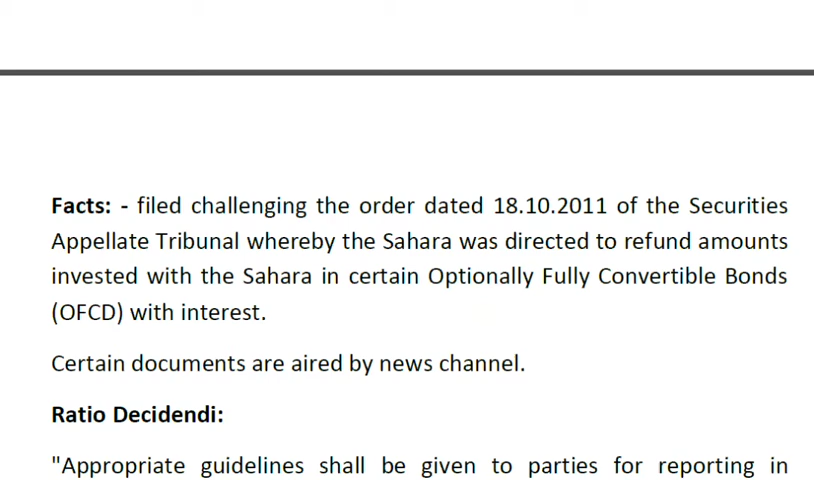 Facts: - filed challenging the order dated 18.10.2011 of the Securities
Appellate Tribunal whereby the Sahara was directed to refund amounts
invested with the Sahara in certain Optionally Fully Convertible Bonds
(OFCD) with interest.
Certain documents are aired by news channel.
Ratio Decidendi:
"Appropriate guidelines shall be given to parties for reporting in